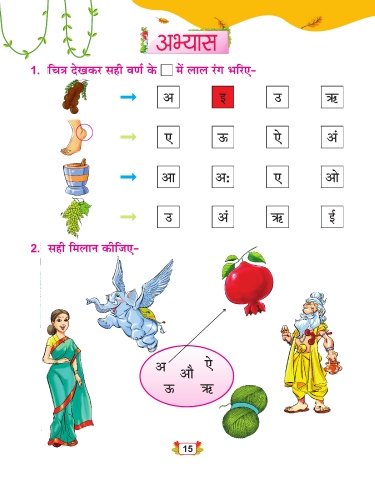 अभ्यास
1. चित्र देखकर सही वर्ण के में लाल रंग भरिए–
अ इ उ ऋ
ए ऊ ऐ अं
आ अः ए ओ
उ अं ऋ ई
2. सही मिलान कीजिए–
अ औ ऐ
ऊ ऋ
15